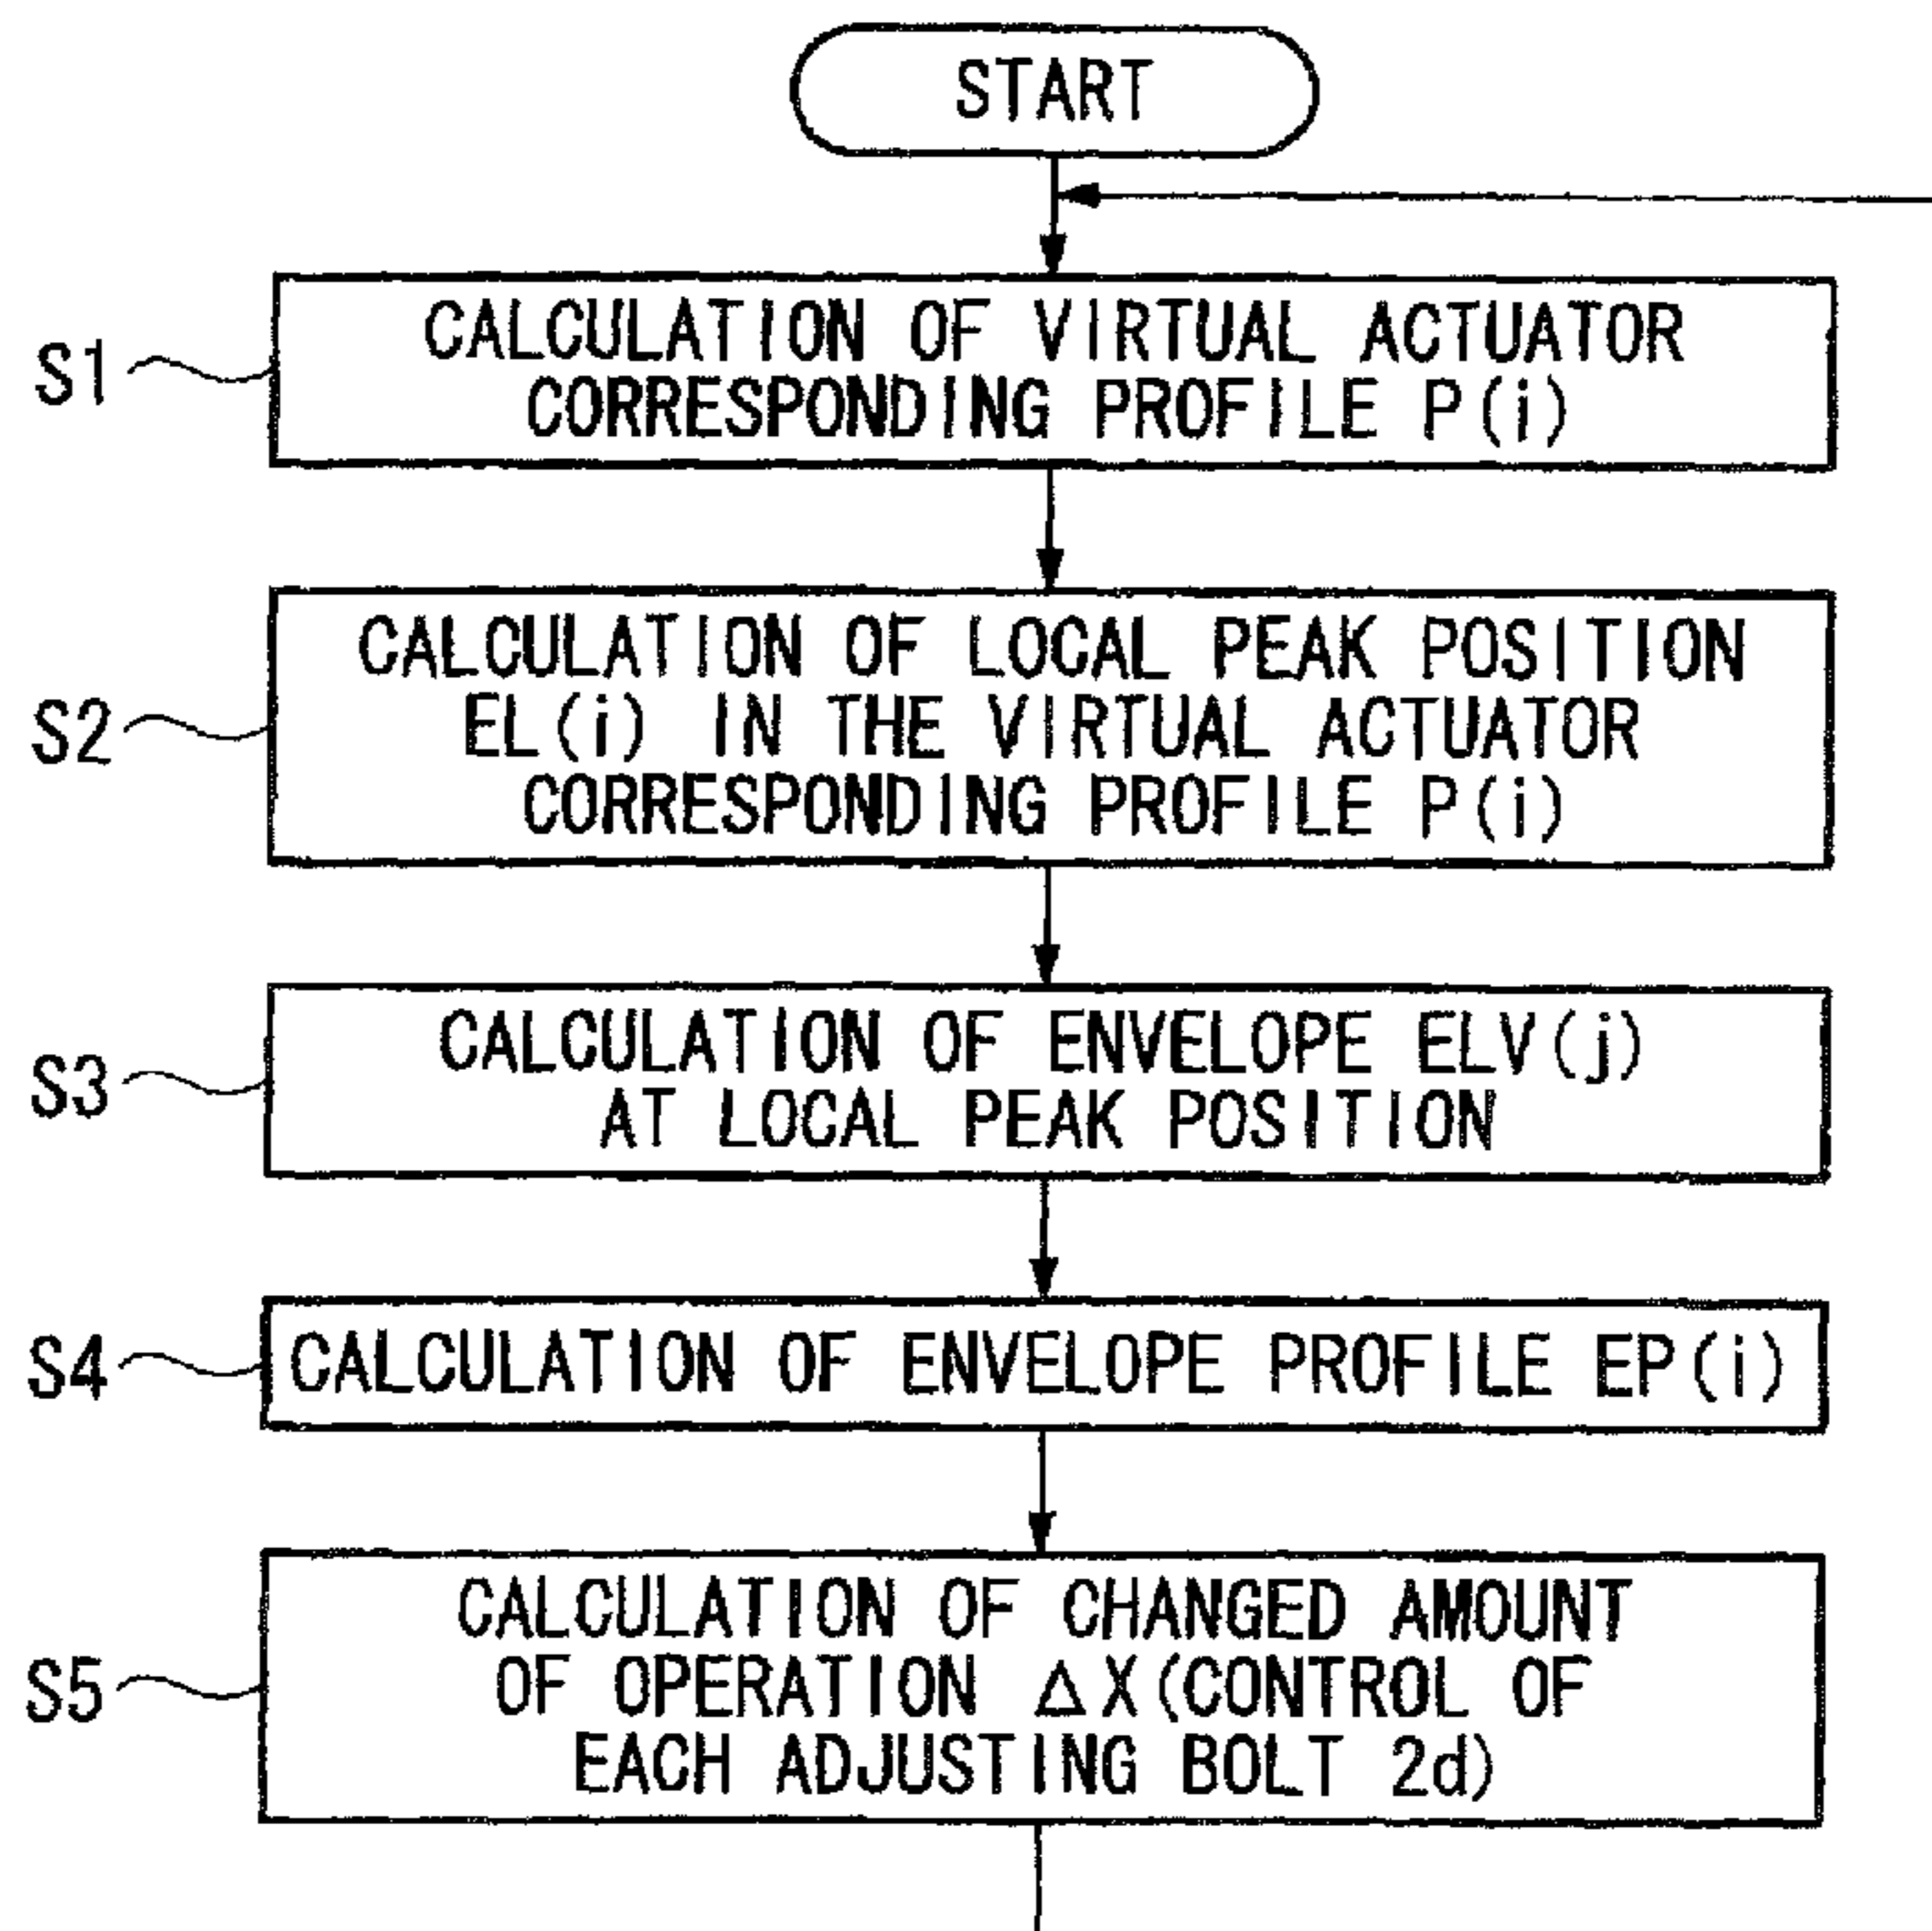 START
S1
CALCULATION OF VIRTUAL ACTUATOR
CORRESPONDING PROFILE P(i)
S2
CALCULATION OF LOCAL PEAK POSITION
EL(i) IN THE VIRTUAL ACTUATOR
CORRESPONDING PROFILE P(i)
S3
CALCULATION OF ENVELOPE ELV(j)
AT LOCAL PEAK POSITION
S4
CALCULATION OF ENVELOPE PROFILE EP(i)
S5
CALCULATION OF CHANGED AMOUNT
OF OPERATION ΔX(CONTROL OF
EACH ADJUSTING BOLT 2d)